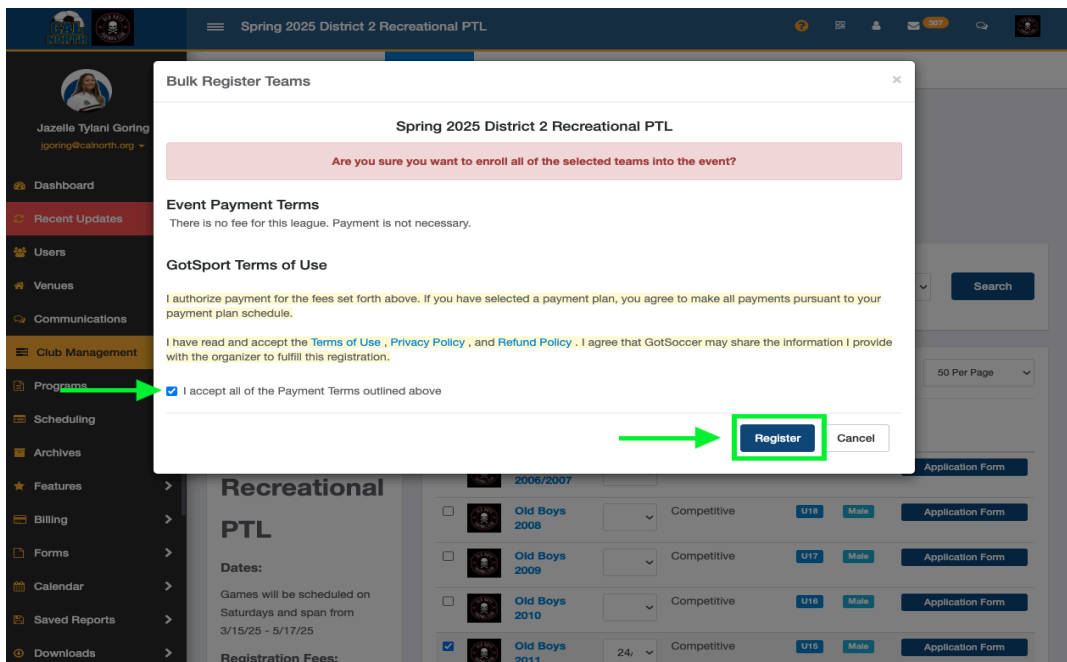 CAL
NORTH
Spring 2025 District 2 Recreational PTL
?
307
Jazelle Tylani Goring
jgoring@calnorth.org
Dashboard
Recent Updates
Users
Venues
Communications
Club Management
Programs
Scheduling
Archives
Features
Billing
Forms
Calendar
Saved Reports
Downloads
Bulk Register Teams
×
Spring 2025 District 2 Recreational PTL
Are you sure you want to enroll all of the selected teams into the event?
Event Payment Terms
There is no fee for this league. Payment is not necessary.
GotSport Terms of Use
I authorize payment for the fees set forth above. If you have selected a payment plan, you agree to make all payments pursuant to your
payment plan schedule.
I have read and accept the Terms of Use , Privacy Policy , and Refund Policy . I agree that GotSoccer may share the information I provide
with the organizer to fulfill this registration.
I accept all of the Payment Terms outlined above
Register
Cancel
Search
50 Per Page
Recreational
PTL
Dates:
Games will be scheduled on
Saturdays and span from
3/15/25 - 5/17/25
Registration Fees:
2006/2007
Application Form
Old Boys
2008
Competitive
U18
Male
Application Form
Old Boys
2009
Competitive
U17
Male
Application Form
Old Boys
2010
Competitive
U16
Male
Application Form
Old Boys
2011
24/
Competitive
U15
Male
Application Form